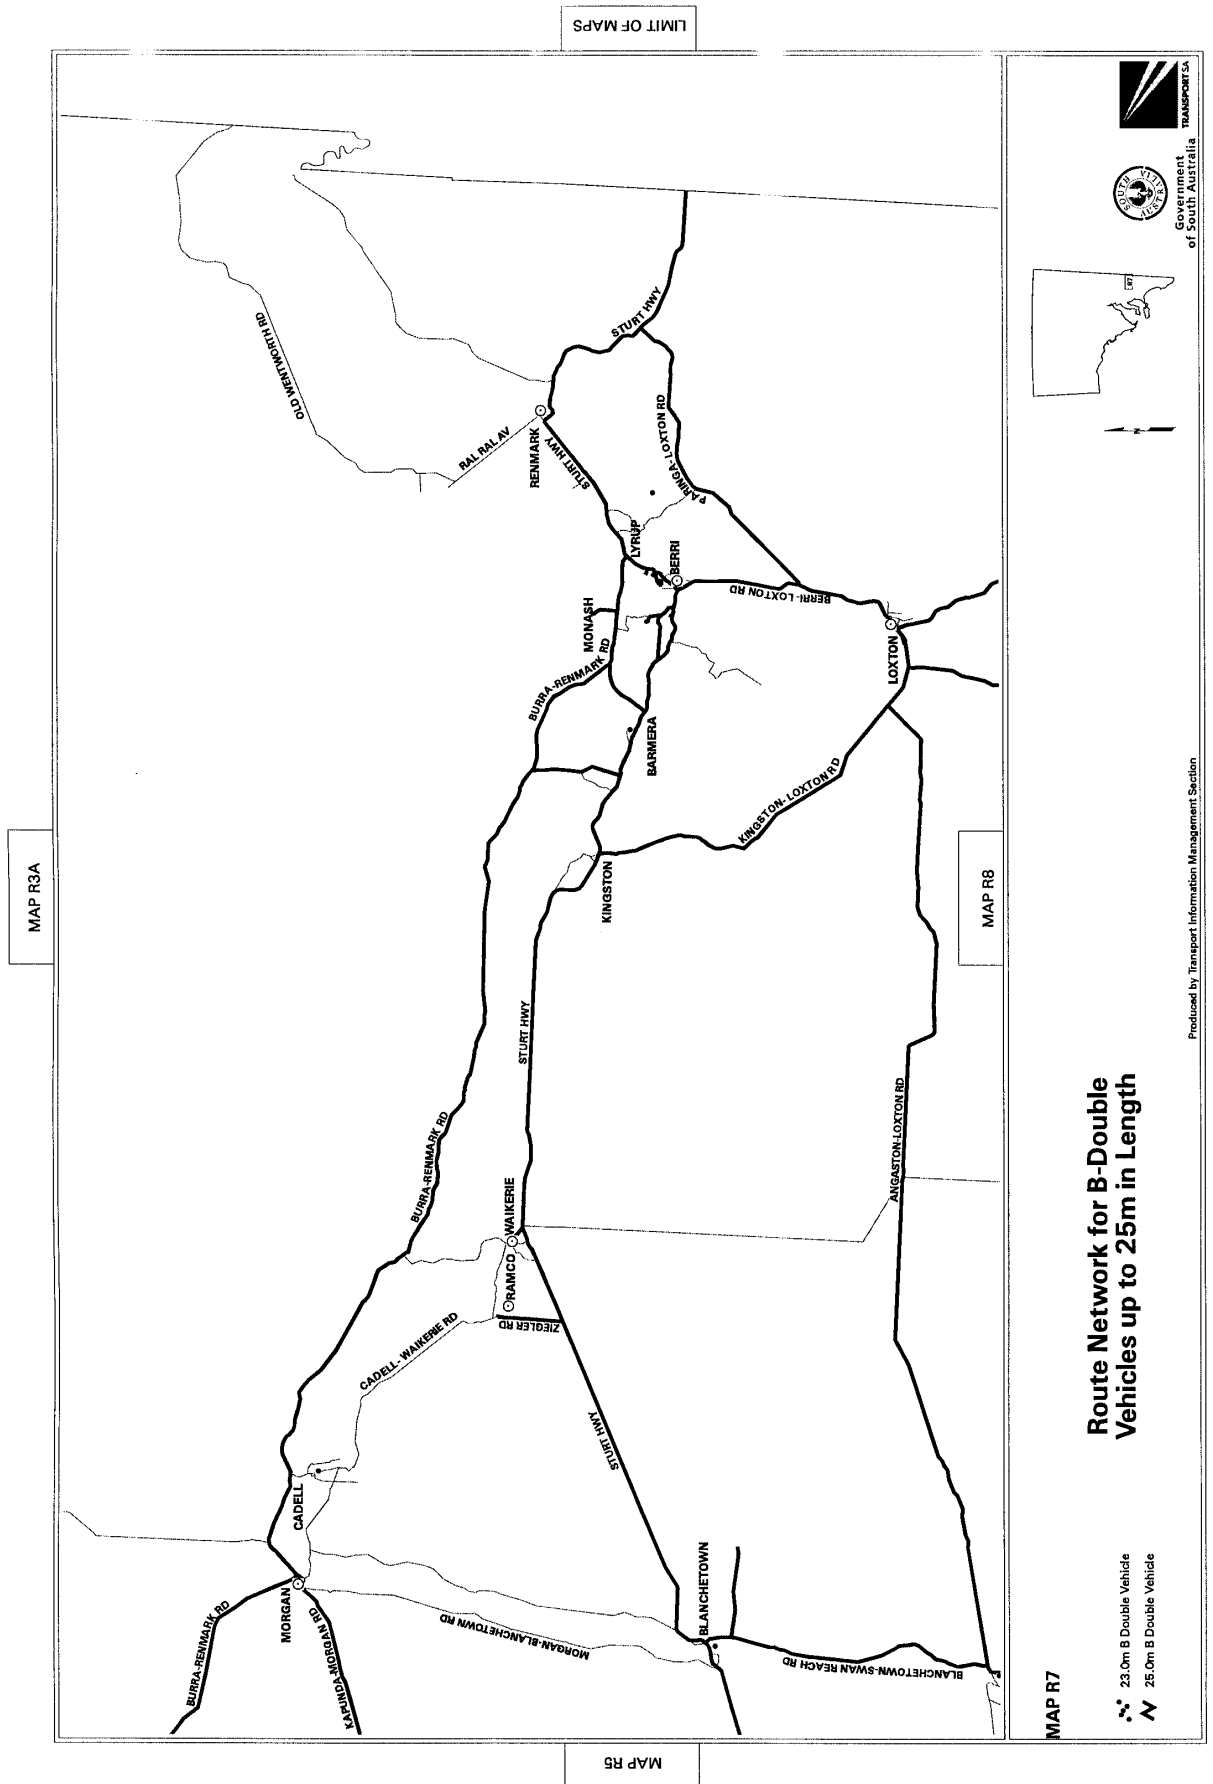 LIMIT OF MAPS
MAP R3A
MAP R8
MAP R5
OLD WENTWORTH RD
RAL RAL AV
RENMARK
STURT HWY
STURT HWY
PARINGA-LOXTON RD
LYRUP
BERRI
BERRI-LOXTON RD
MONASH
BURRA-RENMARK RD
BARMERA
LOXTON
KINGSTON-LOXTON RD
KINGSTON
STURT HWY
BURRA-RENMARK RD
WAIKERIE
RAMCO
ZIEGLER RD
CADELL-WAIKERIE RD
ANGASTON-LOXTON RD
STURT HWY
CADELL
MORGAN
BURRA-RENMARK RD
KAPUNDA-MORGAN RD
MORGAN-BLANCHETOWN RD
BLANCHETOWN
BLANCHETOWN-SWAN REACH RD
MAP R7
23.0m B Double Vehicle
25.0m B Double Vehicle
Route Network for B-Double
Vehicles up to 25m in Length
Produced by Transport Information Management Section
N
R7
SOUTH AUSTRALIA
Government
of South Australia
TRANSPORT SA